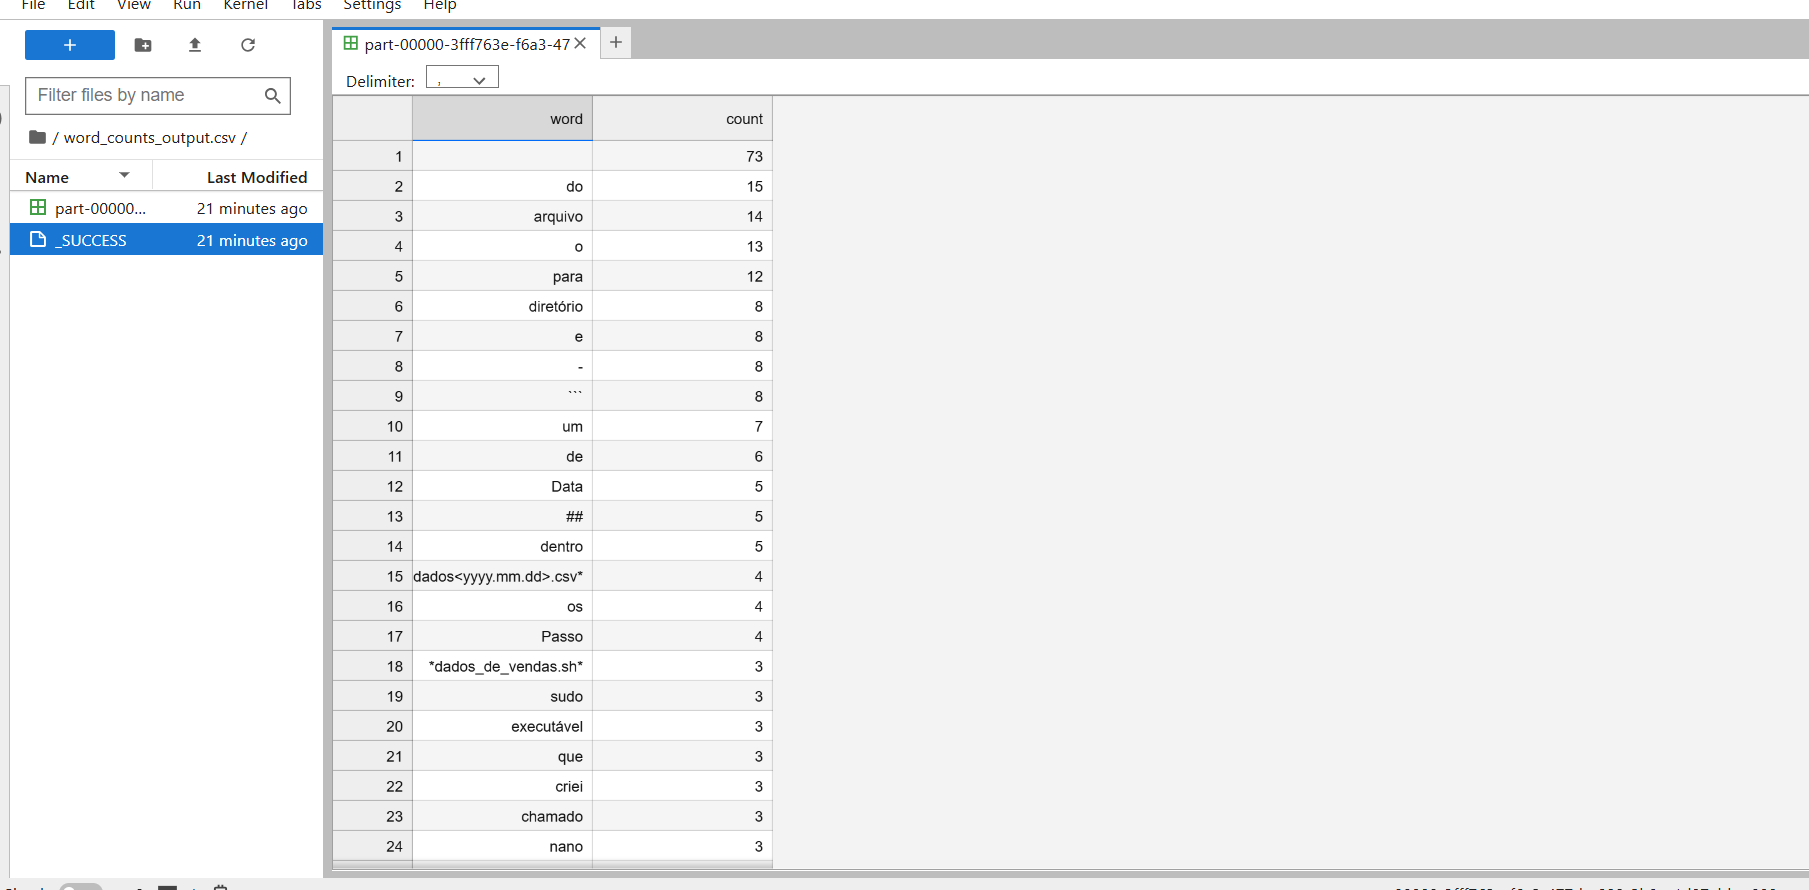 File Edit View Run Kernel Tabs Settings Help
+
part-00000-3fff763e-f6a3-47
Delimiter: ,
Filter files by name
/ word_counts_output.csv /
Name Last Modified
part-00000... 21 minutes ago
_SUCCESS 21 minutes ago
word count
1 73
2 do 15
3 arquivo 14
4 o 13
5 para 12
6 diretório 8
7 e 8
8 - 8
9 ``` 8
10 um 7
11 de 6
12 Data 5
13 ## 5
14 dentro 5
15 dados<yyyy.mm.dd>.csv* 4
16 os 4
17 Passo 4
18 *dados_de_vendas.sh* 3
19 sudo 3
20 executável 3
21 que 3
22 criei 3
23 chamado 3
24 nano 3